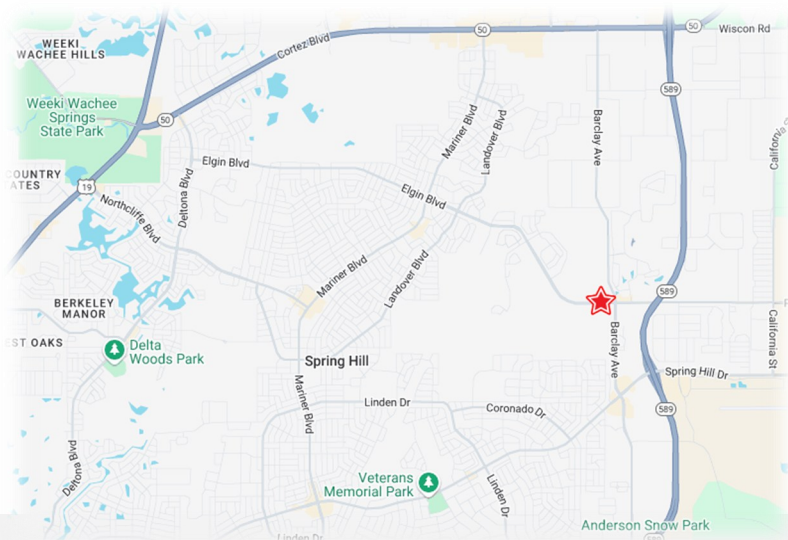 50
50
Wiscon Rd
WEEKI
WACHEE HILLS
Cortez Blvd
589
Weeki Wachee
Springs
State Park
50
Mariner Blvd
Landover Blvd
Barclay Ave
Elgin Blvd
COUNTRY
ATES
19
Deltona Blvd
Elgin Blvd
Northcliffe Blvd
Mariner Blvd
Landover Blvd
589
BERKELEY
MANOR
EST OAKS
Delta
Woods Park
Barclay Ave
California St
Spring Hill
Spring Hill Dr
Mariner Blvd
Linden Dr
Coronado Dr
589
Deltona Blvd
Veterans
Memorial Park
Linden Dr
Anderson Snow Park
Linden Dr